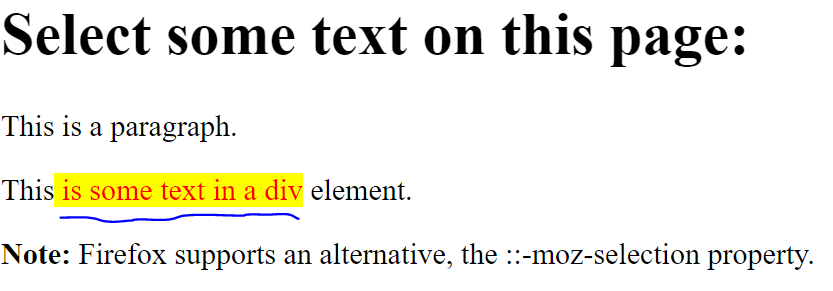 Select some text on this page:
This is a paragraph.
This is some text in a div element.
Note: Firefox supports an alternative, the ::-moz-selection property.